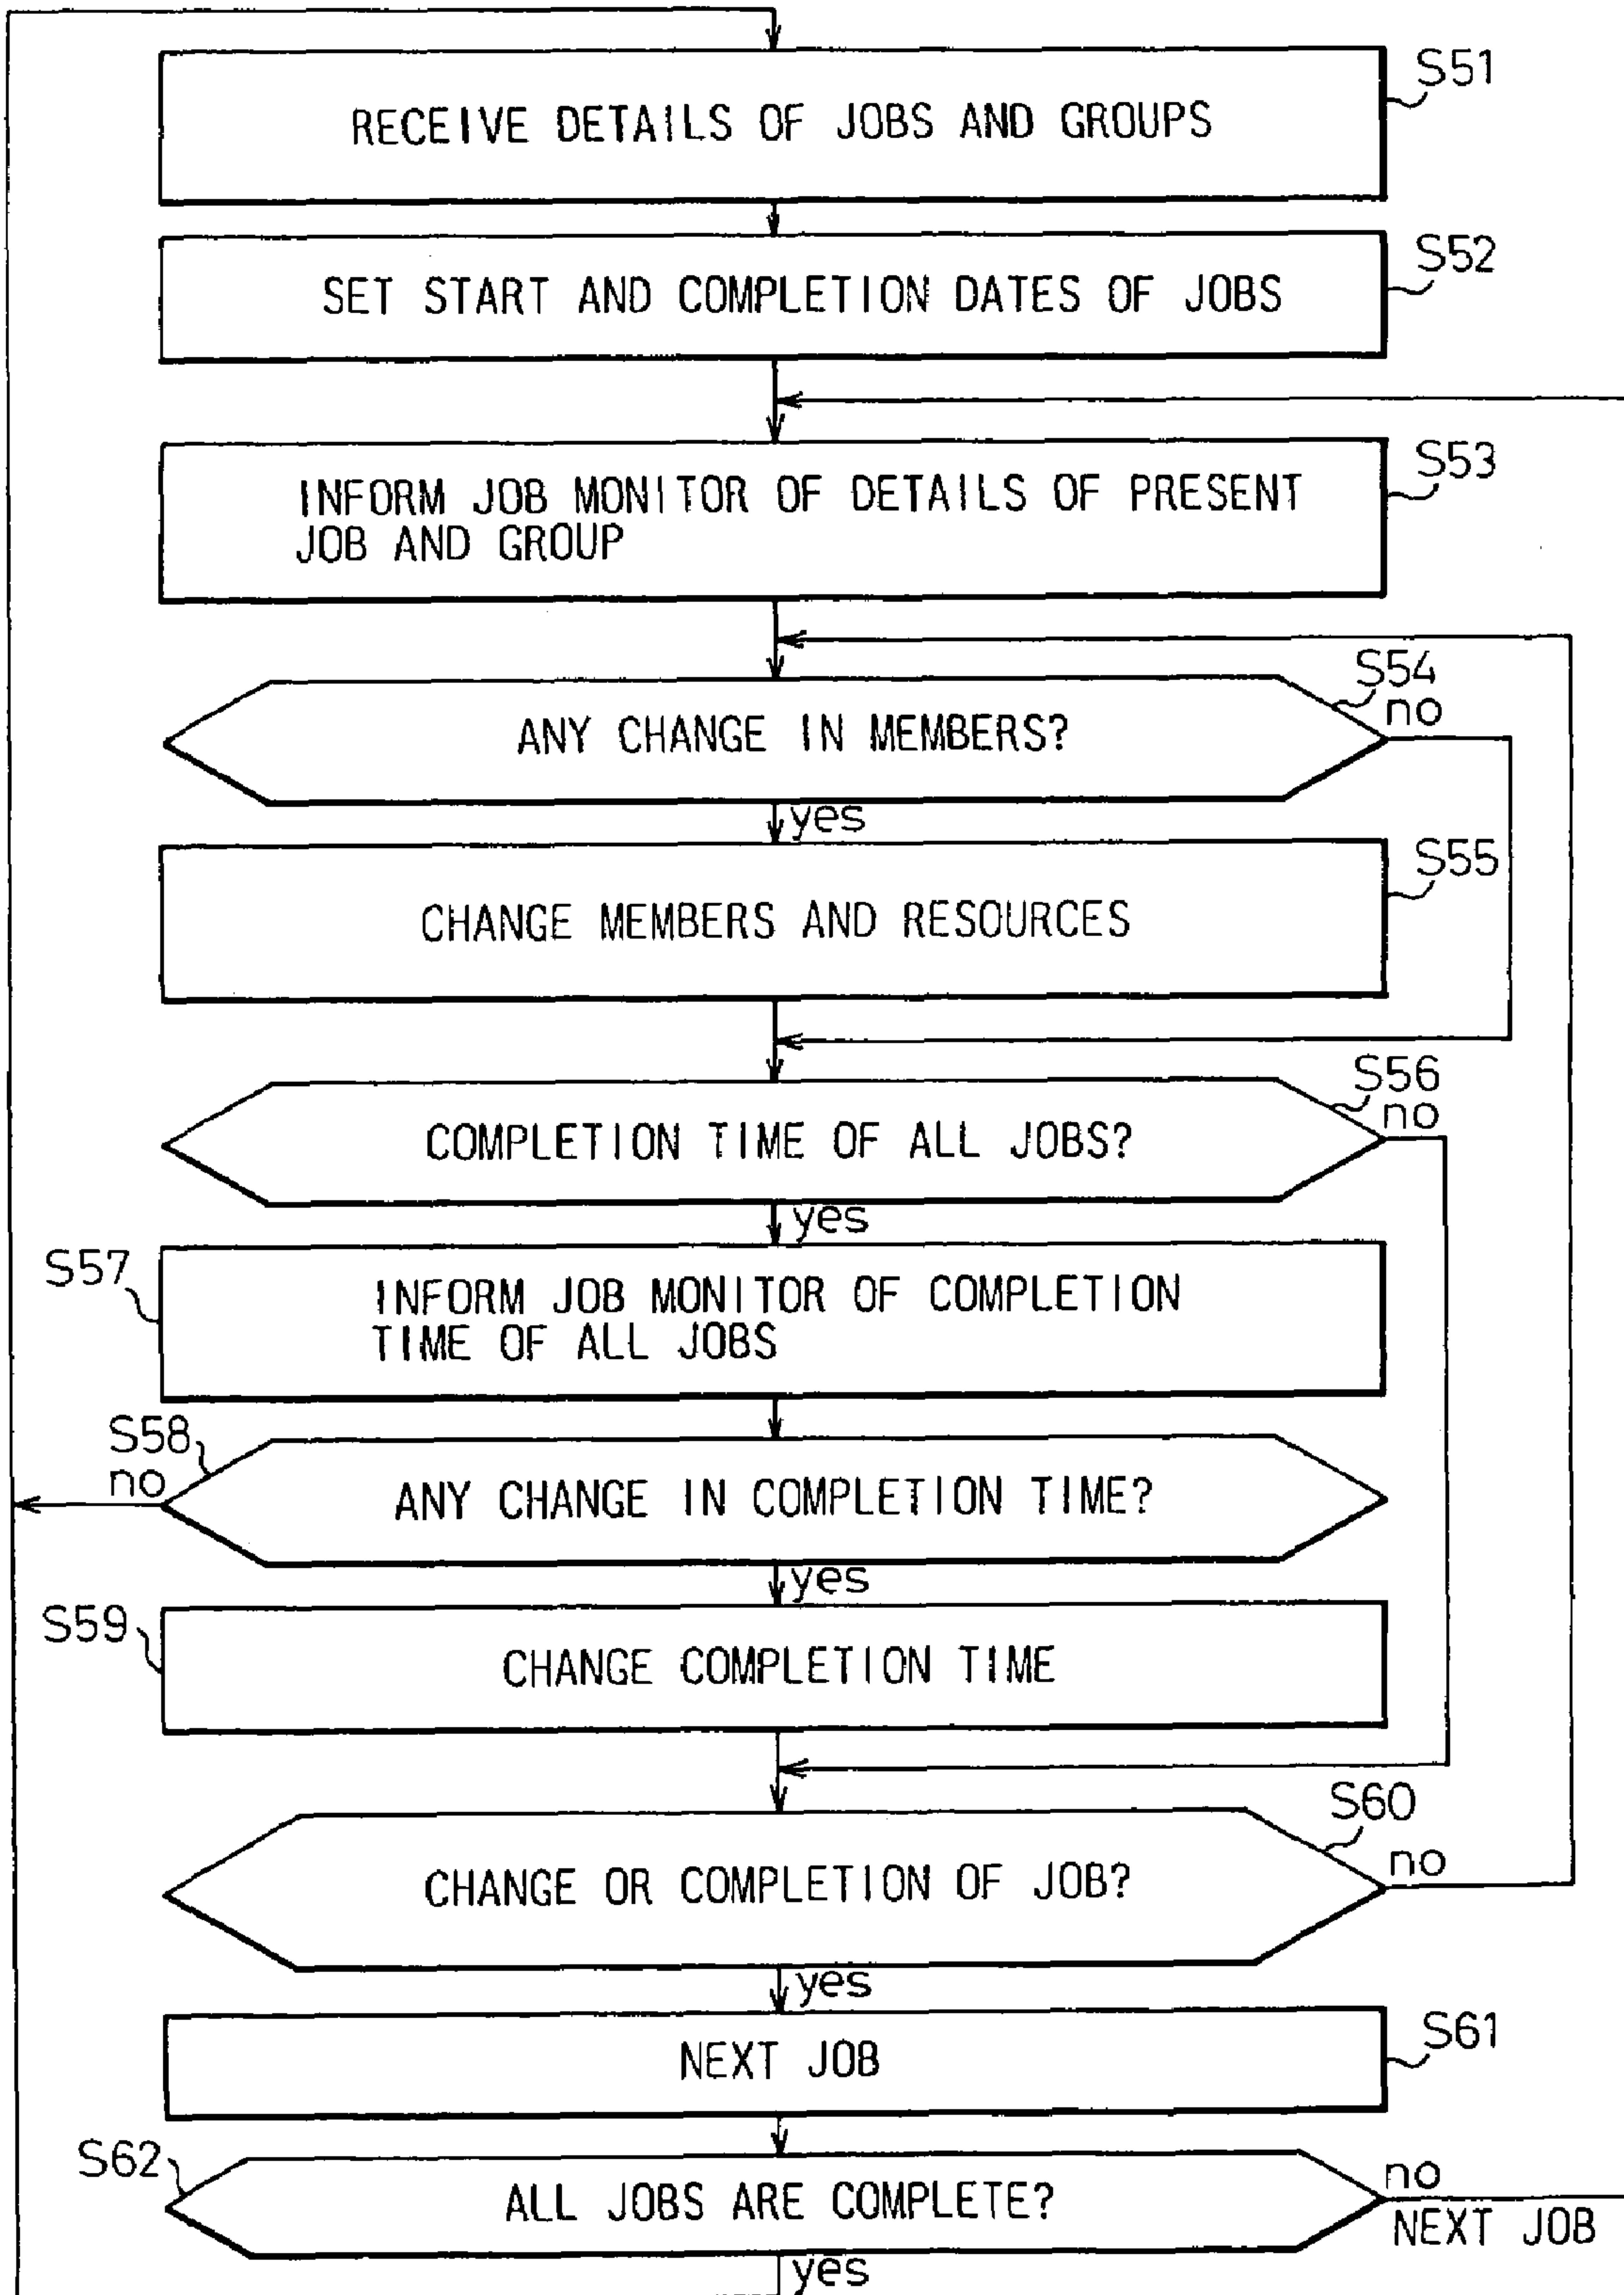 S51
RECEIVE DETAILS OF JOBS AND GROUPS
S52
SET START AND COMPLETION DATES OF JOBS
S53
INFORM JOB MONITOR OF DETAILS OF PRESENT
JOB AND GROUP
S54
no
ANY CHANGE IN MEMBERS?
yes
S55
CHANGE MEMBERS AND RESOURCES
S56
no
COMPLETION TIME OF ALL JOBS?
yes
S57
INFORM JOB MONITOR OF COMPLETION
TIME OF ALL JOBS
S58
no
ANY CHANGE IN COMPLETION TIME?
yes
S59
CHANGE COMPLETION TIME
S60
no
CHANGE OR COMPLETION OF JOB?
yes
S61
NEXT JOB
S62
no
ALL JOBS ARE COMPLETE?
NEXT JOB
yes